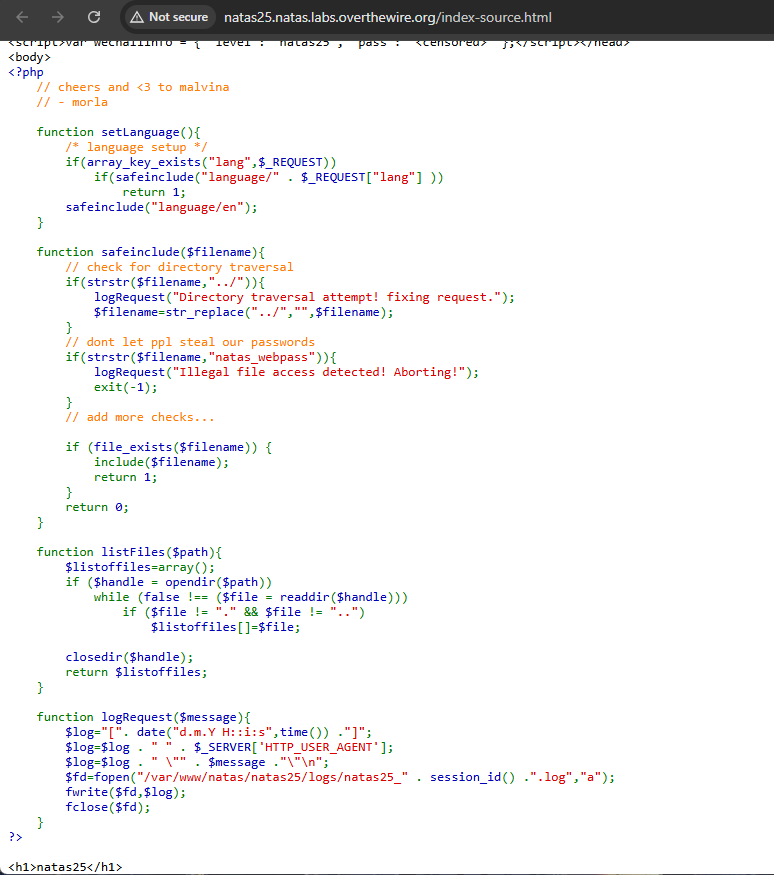 Not secure natas25.natas.labs.overthewire.org/index-source.html
<script>var wechallinfo = { "level": "natas25", "pass": "<censored>" };</script></head>
<body>
<?php
    // cheers and <3 to malvina
    // - morla

    function setLanguage(){
        /* language setup */
        if(array_key_exists("lang",$_REQUEST))
            if(safeinclude("language/" . $_REQUEST["lang"] ))
                return 1;
        safeinclude("language/en");
    }

    function safeinclude($filename){
        // check for directory traversal
        if(strstr($filename,"../")){
            logRequest("Directory traversal attempt! fixing request.");
            $filename=str_replace("../","",$filename);
        }
        // dont let ppl steal our passwords
        if(strstr($filename,"natas_webpass")){
            logRequest("Illegal file access detected! Aborting!");
            exit(-1);
        }
        // add more checks...

        if (file_exists($filename)) {
            include($filename);
            return 1;
        }
        return 0;
    }

    function listFiles($path){
        $listoffiles=array();
        if ($handle = opendir($path))
            while (false !== ($file = readdir($handle)))
                if ($file != "." && $file != "..")
                    $listoffiles[]=$file;

        closedir($handle);
        return $listoffiles;
    }

    function logRequest($message){
        $log="[". date("d.m.Y H::i:s",time()) ."]";
        $log=$log . " " . $_SERVER['HTTP_USER_AGENT'];
        $log=$log . " \"" . $message ."\"\n";
        $fd=fopen("/var/www/natas/natas25/logs/natas25_" . session_id() .".log","a");
        fwrite($fd,$log);
        fclose($fd);
    }
?>

<h1>natas25</h1>